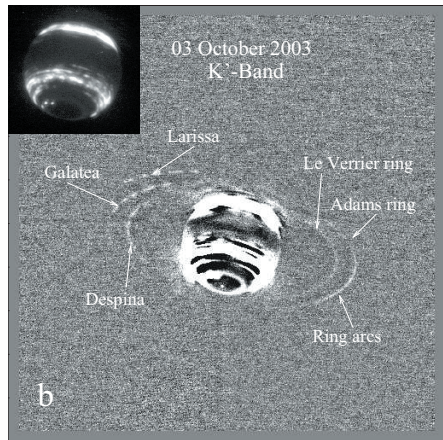 03 October 2003
K'-Band
Larissa
Le Verrier ring
Galatea
Adams ring
Despina
Ring arcs
b